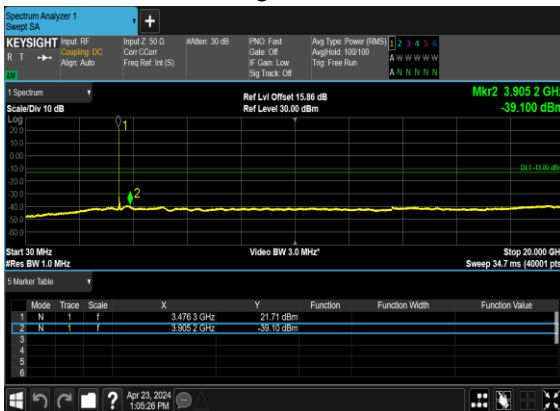 Spectrum Analyzer 1
Swept SA
KEYSIGHT Input: RF Input Z: 50 Ω #Atten: 30 dB PNO: Fast Avg Type: Power (RMS) 1 2 3 4 5 6
R T Coupling: DC Corr CCorr Gate: Off Avg|Hold: 100/100 A W W W W W
Align: Auto Freq Ref: Int (S) IF Gain: Low Trig: Free Run
Sig Track: Off A N N N N N
LV
1 Spectrum Ref Lvl Offset 15.86 dB Mkr2 3.905 2 GHz
Scale/Div 10 dB Ref Level 30.00 dBm -39.100 dBm
Log
1
20.0
10.0
0.00
-10.0
DL1 -13.00 dBm
-20.0
-30.0
2
-40.0
-50.0
-60.0
Start 30 MHz Video BW 3.0 MHz* Stop 20.000 GHz
#Res BW 1.0 MHz Sweep 34.7 ms (40001 pts)
5 Marker Table
Mode Trace Scale X Y Function Function Width Function Value
1 N 1 f 3.476 3 GHz 21.71 dBm
2 N 1 f 3.905 2 GHz -39.10 dBm
3
4
5
6
? Apr 23, 2024
1:05:26 PM